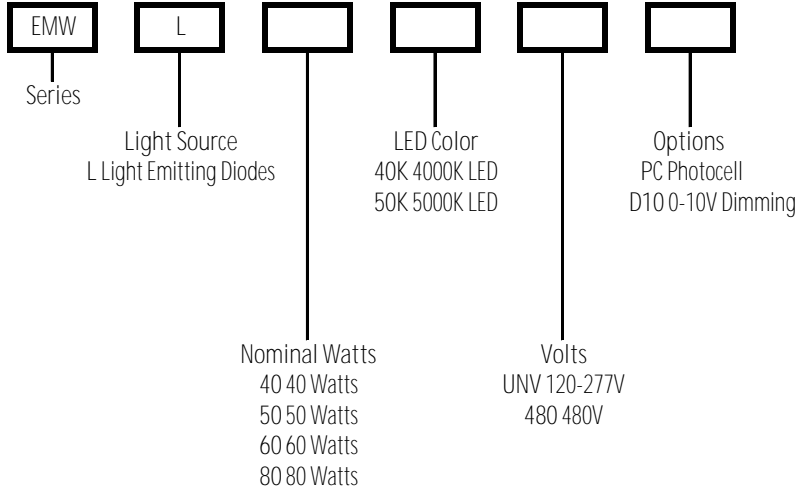 EMW
L
Series
Light Source
L Light Emitting Diodes
LED Color
40K 4000K LED
50K 5000K LED
Options
PC Photocell
D10 0-10V Dimming
Nominal Watts
40 40 Watts
50 50 Watts
60 60 Watts
80 80 Watts
Volts
UNV 120-277V
480 480V